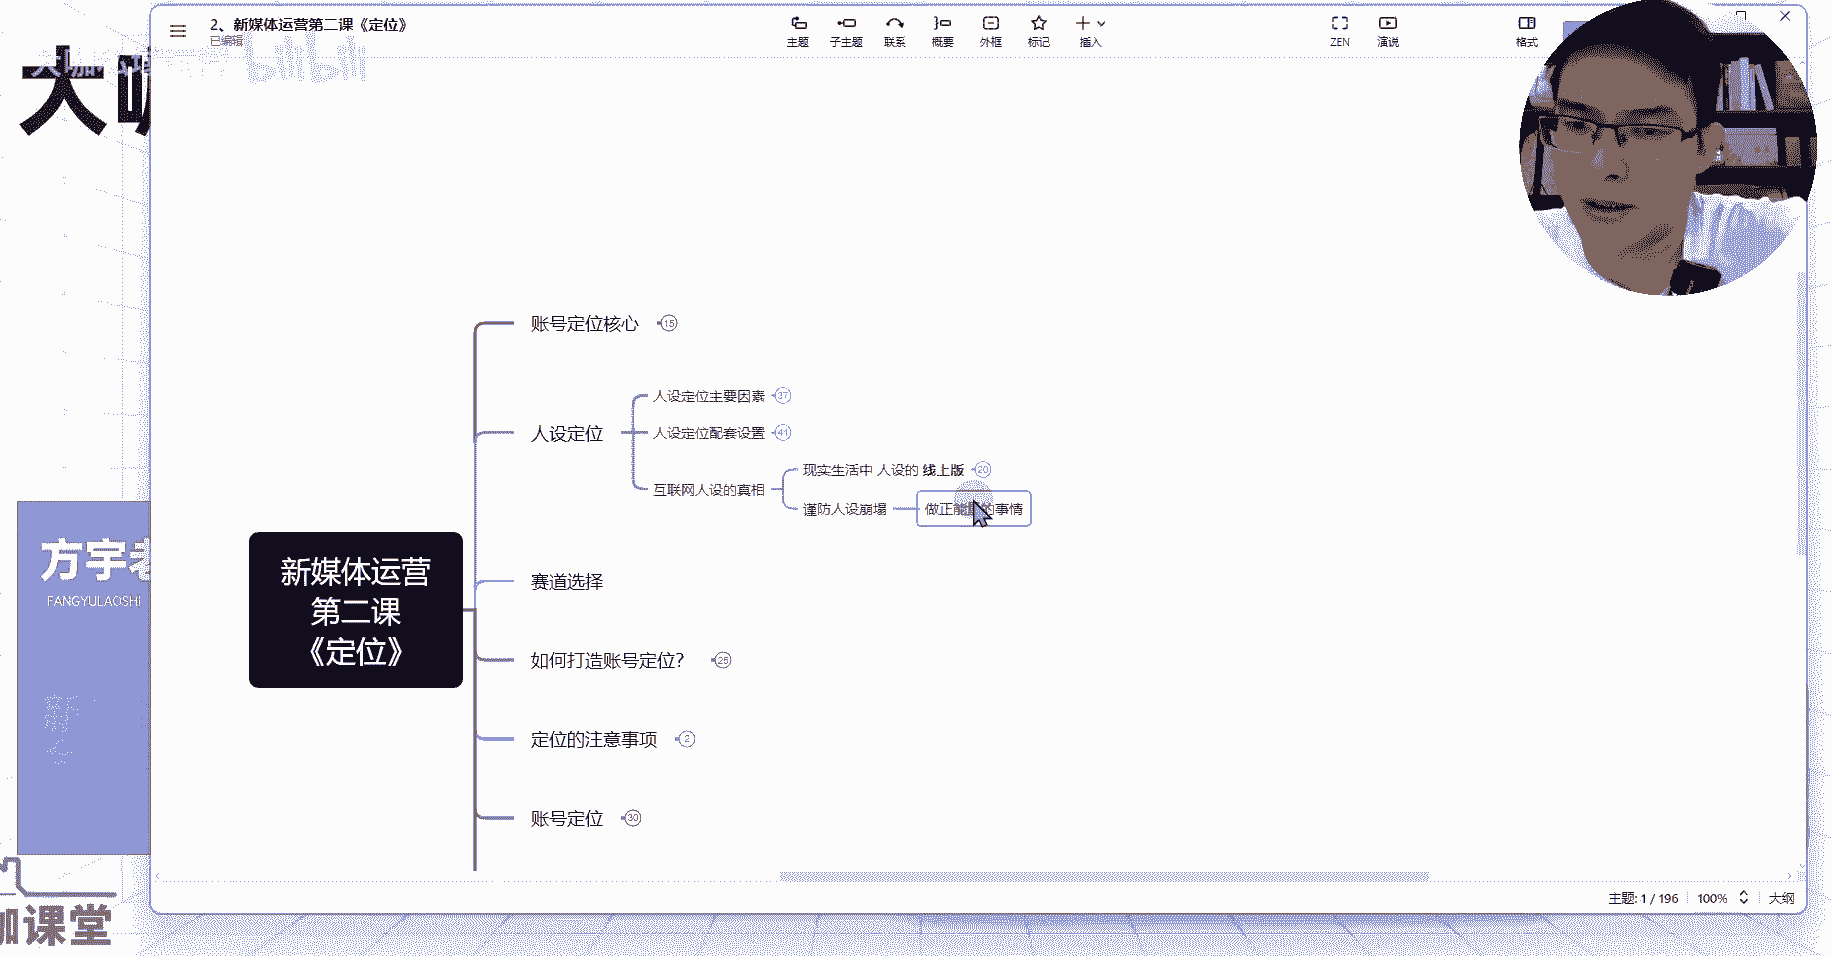 2、新媒体运营第二课《定位》
已编辑
主题
子主题
联系
概要
外框
标记
插入
ZEN
演说
格式
bilibili
账号定位核心 15
人设定位主要因素 37
人设定位
人设定位配套设置 41
现实生活中 人设的 线上版 20
互联网人设的真相
谨防人设崩塌
做正能量的事情
新媒体运营
第二课
《定位》
赛道选择
如何打造账号定位? 25
定位的注意事项 2
账号定位 30
方宇老
FANGYULAOSHI
咖课堂
主题: 1 / 196
100%
大纲